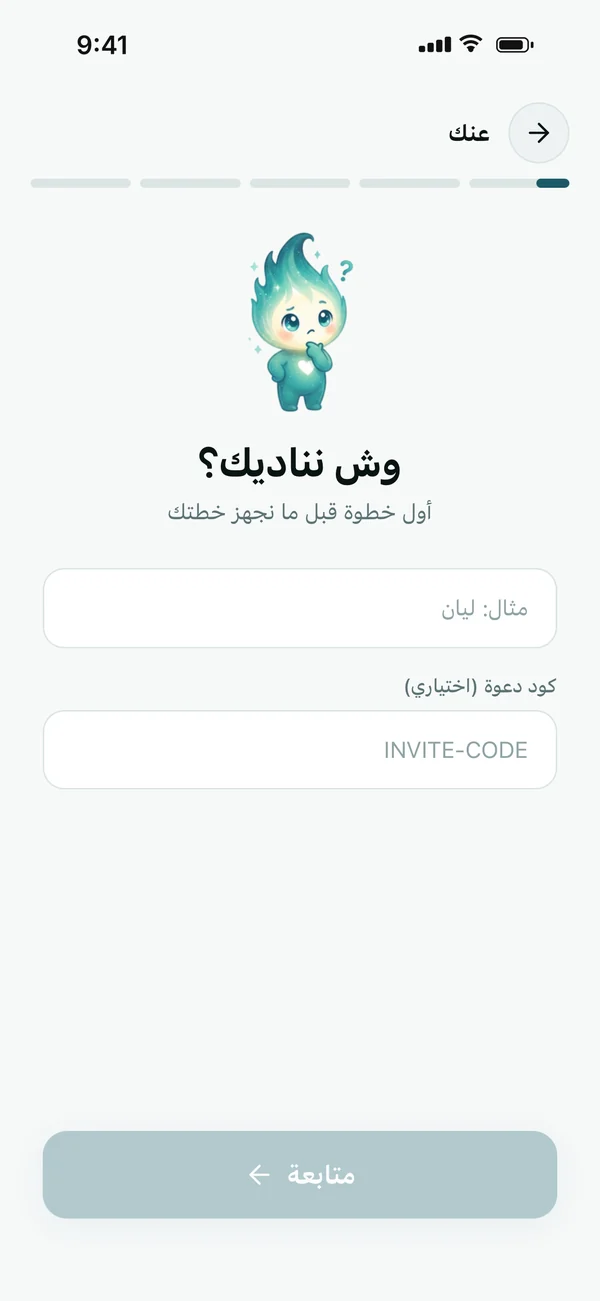 9:41
عنك
?
وش نناديك؟
أول خطوة قبل ما نجهز خطتك
مثال: ليان
كود دعوة (اختياري)
INVITE-CODE
متابعة